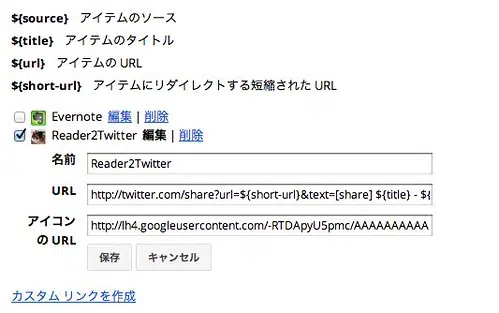 ${source} アイテムのソース
${title} アイテムのタイトル
${url} アイテムの URL
${short-url} アイテムにリダイレクトする短縮された URL
Evernote 編集 | 削除
Reader2Twitter 編集 | 削除
名前 Reader2Twitter
URL http://twitter.com/share?url=${short-url}&text=[share] ${title} - ${
アイコン
の URL http://lh4.googleusercontent.com/-RTDApyU5pmc/AAAAAAAAAA
保存 キャンセル
カスタム リンクを作成